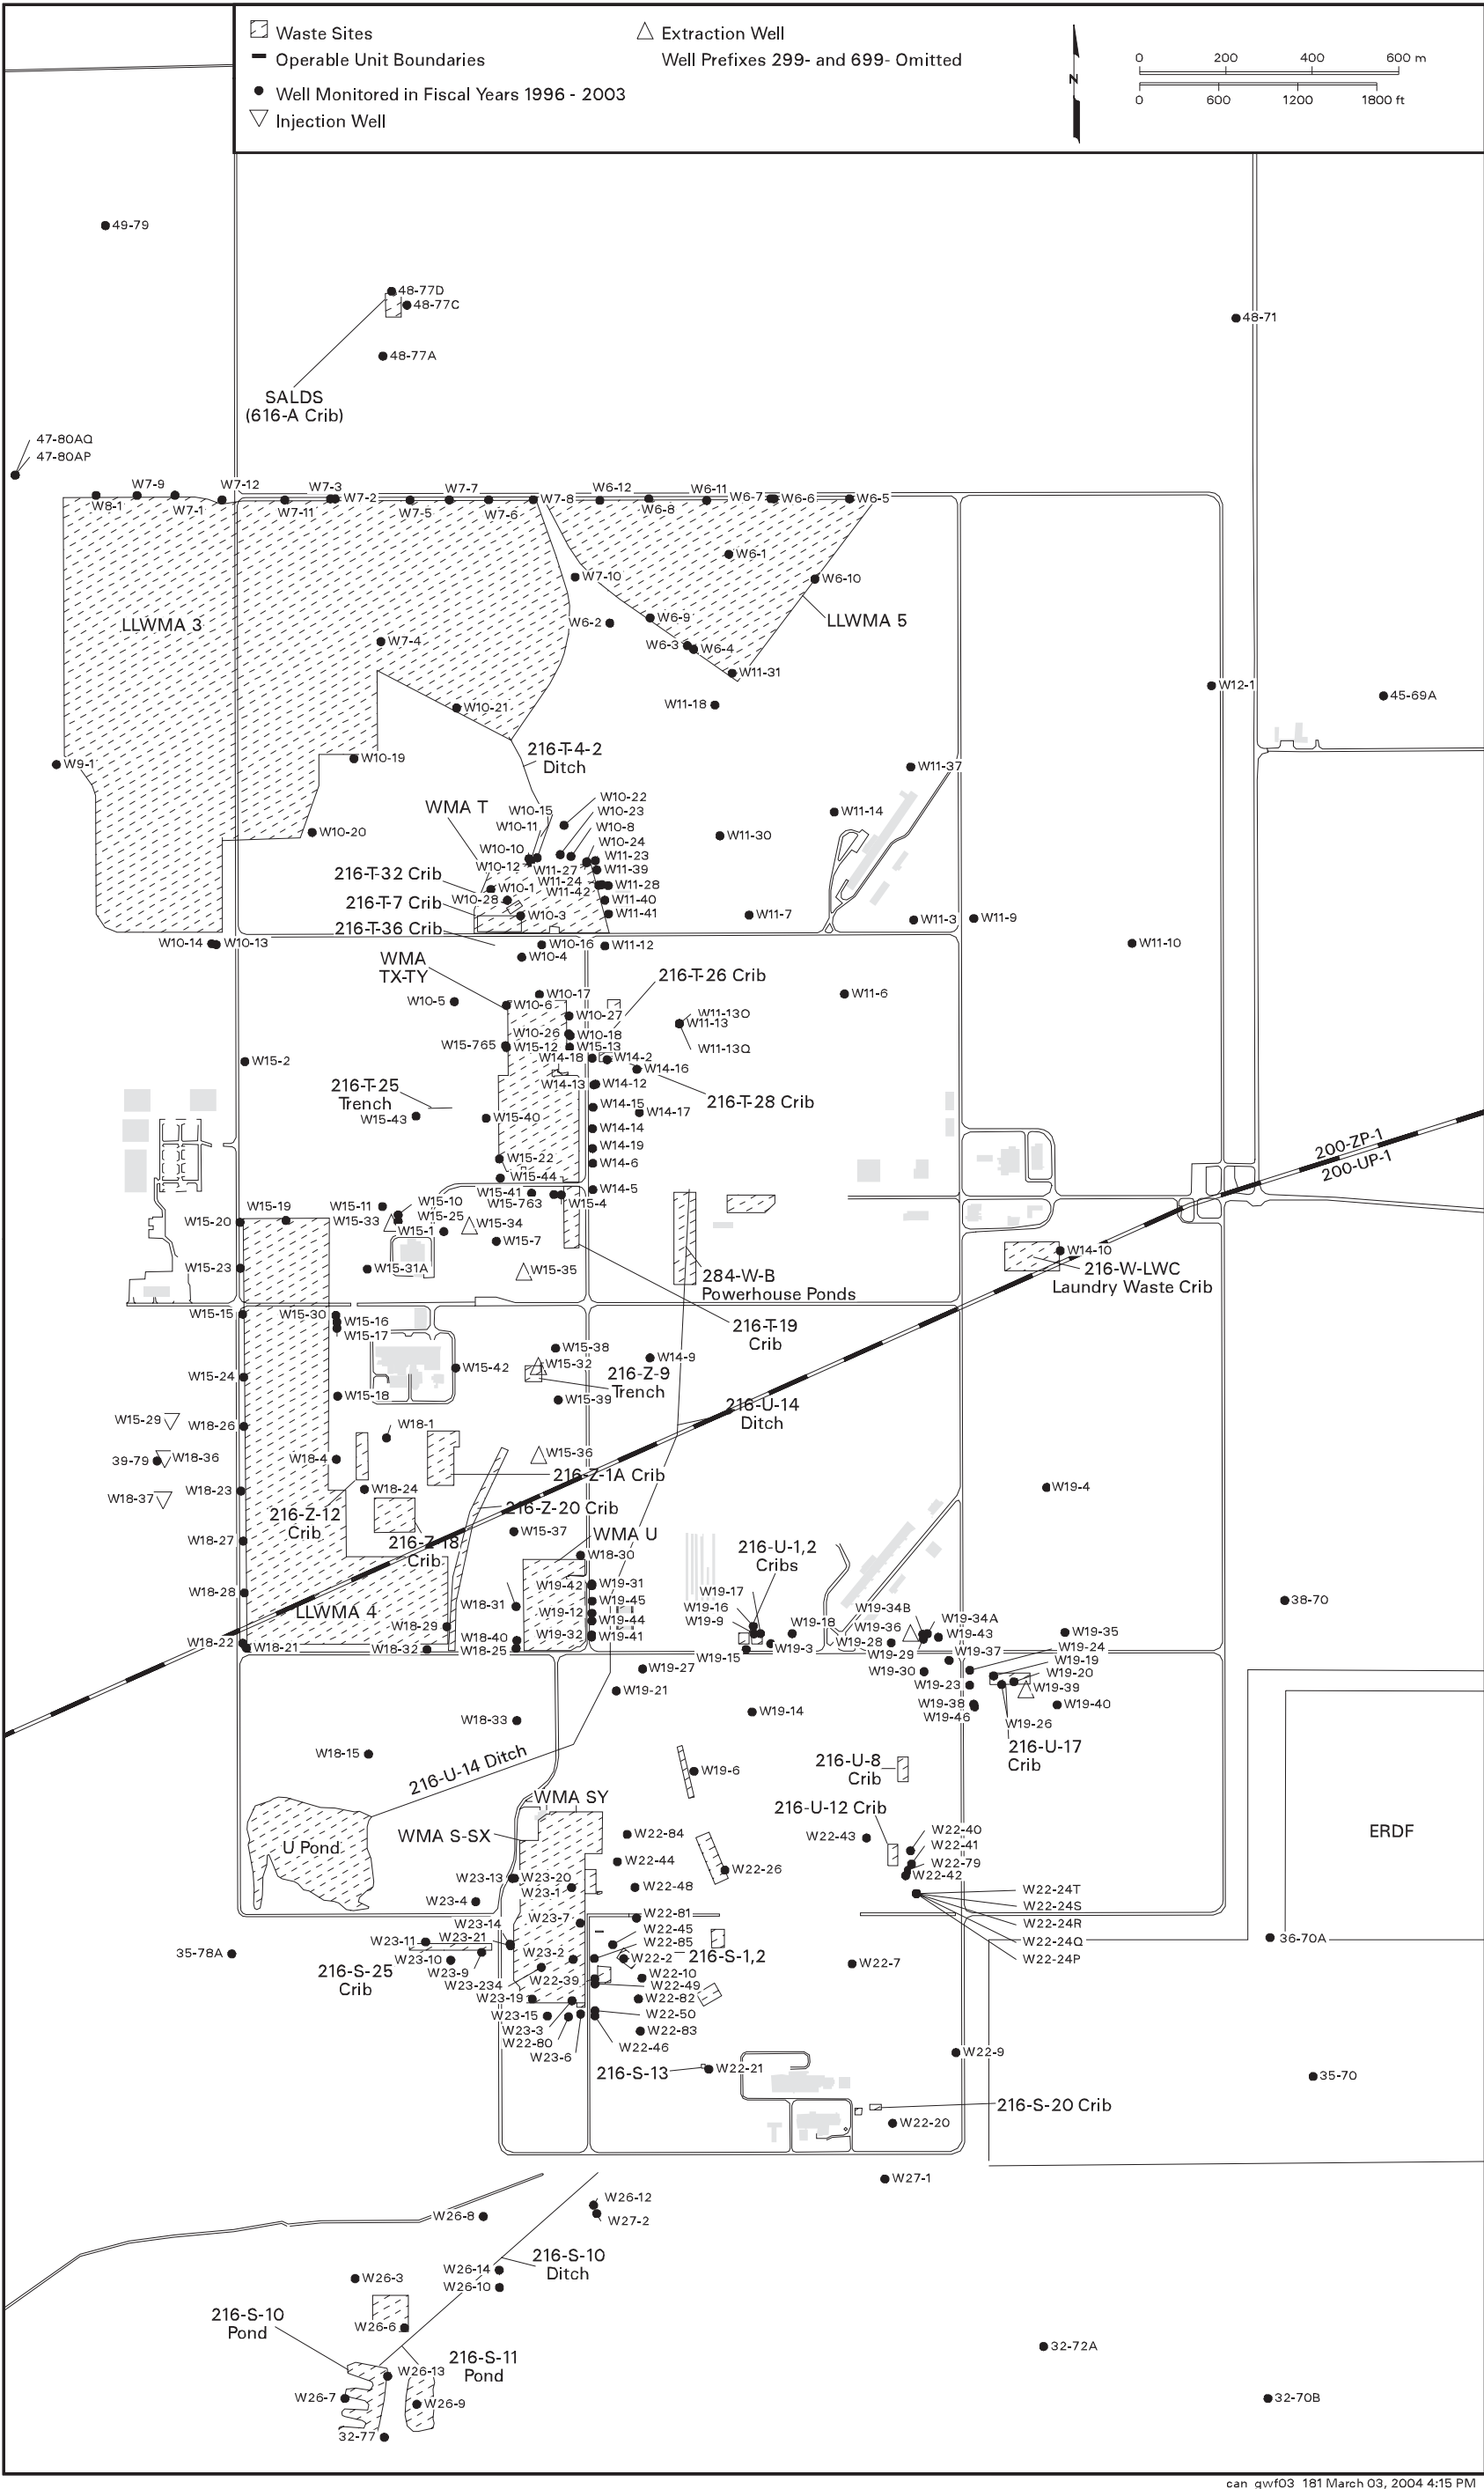 Waste Sites
Operable Unit Boundaries
Well Monitored in Fiscal Years 1996 - 2003
Injection Well
Extraction Well
Well Prefixes 299- and 699- Omitted
N
0 200 400 600 m
0 600 1200 1800 ft
49-79
48-77D
48-77C
48-71
48-77A
SALDS
(616-A Crib)
47-80AQ
47-80AP
W7-9
W7-12
W7-3
W7-7
W6-12
W6-11
W8-1
W7-1
W7-11
W7-2
W7-5
W7-6
W7-8
W6-8
W6-7
W6-6
W6-5
W6-1
W7-10
W6-10
LLWMA 3
W6-2
W6-9
LLWMA 5
W7-4
W6-3
W6-4
W11-31
W12-1
45-69A
W10-21
W11-18
216-T-4-2
Ditch
W10-19
W9-1
W11-37
WMA T
W10-22
W10-15
W10-23
W11-14
W10-11
W10-8
W10-20
W11-30
W10-24
W10-10
W11-23
W10-12
W11-27
W11-39
216-T-32 Crib
W11-24
W11-28
W10-1
W11-42
W10-28
W11-40
216-T-7 Crib
W10-3
W11-41
W11-7
W11-3
W11-9
216-T-36 Crib
W10-14
W10-13
W10-16
W11-12
W11-10
W10-4
WMA
TX-TY
216-T-26 Crib
W10-5
W10-17
W11-6
W10-6
W10-27
W11-13O
W11-13
W10-26
W10-18
W15-765
W15-12
W15-13
W11-13Q
W15-2
W14-18
W14-2
W14-16
216-T-25
Trench
W14-13
W14-12
216-T-28 Crib
W14-15
W14-17
W15-43
W15-40
W14-14
200-ZP-1
200-UP-1
W14-19
W15-22
W14-6
W15-44
W14-5
W15-41
W15-763
W15-4
W15-19
W15-11
W15-10
W15-20
W15-33
W15-25
W15-34
W15-1
W15-7
W14-10
W15-23
W15-31A
W15-35
284-W-B
Powerhouse Ponds
216-W-LWC
Laundry Waste Crib
W15-15
W15-30
W15-16
W15-17
216-T-19
Crib
W15-38
W14-9
W15-32
W15-42
W15-24
216-Z-9
Trench
W15-18
W15-39
216-U-14
Ditch
W15-29
W18-26
W18-1
39-79
W18-36
W18-4
W15-36
216-Z-1A Crib
W18-37
W18-23
W18-24
W19-4
216-Z-12
Crib
216-Z-20 Crib
W15-37
WMA U
W18-27
216-Z-18
Crib
W18-30
216-U-1,2
Cribs
W18-28
W19-42
W19-31
W19-17
38-70
LLWMA 4
W18-31
W19-45
W19-16
W19-34B
W19-12
W19-44
W19-9
W19-18
W19-34A
W18-29
W19-36
W19-43
W19-35
W18-22
W18-21
W18-32
W18-40
W19-32
W19-41
W19-28
W19-24
W18-25
W19-15
W19-3
W19-29
W19-37
W19-19
W19-27
W19-30
W19-20
W19-21
W19-23
W19-39
W19-38
W19-40
W19-14
W19-46
W18-33
W19-26
216-U-17
Crib
W18-15
216-U-14 Ditch
W19-6
216-U-8
Crib
WMA SY
216-U-12 Crib
WMA S-SX
W22-84
W22-43
W22-40
ERDF
U Pond
W22-41
W22-44
W22-26
W22-79
W22-42
W23-13
W23-20
W22-48
W23-1
W22-24T
W23-4
W22-24S
W22-81
W23-7
W22-24R
W23-14
W22-45
W23-21
W23-11
W22-85
W22-24Q
36-70A
35-78A
W23-10
W23-2
W22-2
216-S-1,2
W22-24P
W22-7
216-S-25
Crib
W23-9
W23-234
W22-39
W22-10
W22-49
W23-19
W22-82
W23-15
W22-50
W23-3
W22-83
W22-80
W22-46
W23-6
W22-9
216-S-13
W22-21
35-70
216-S-20 Crib
W22-20
W27-1
W26-12
W26-8
W27-2
216-S-10
Ditch
W26-14
W26-3
W26-10
216-S-10
Pond
W26-6
32-72A
216-S-11
Pond
W26-13
W26-7
W26-9
32-70B
32-77
can_gwf03_181 March 03, 2004 4:15 PM